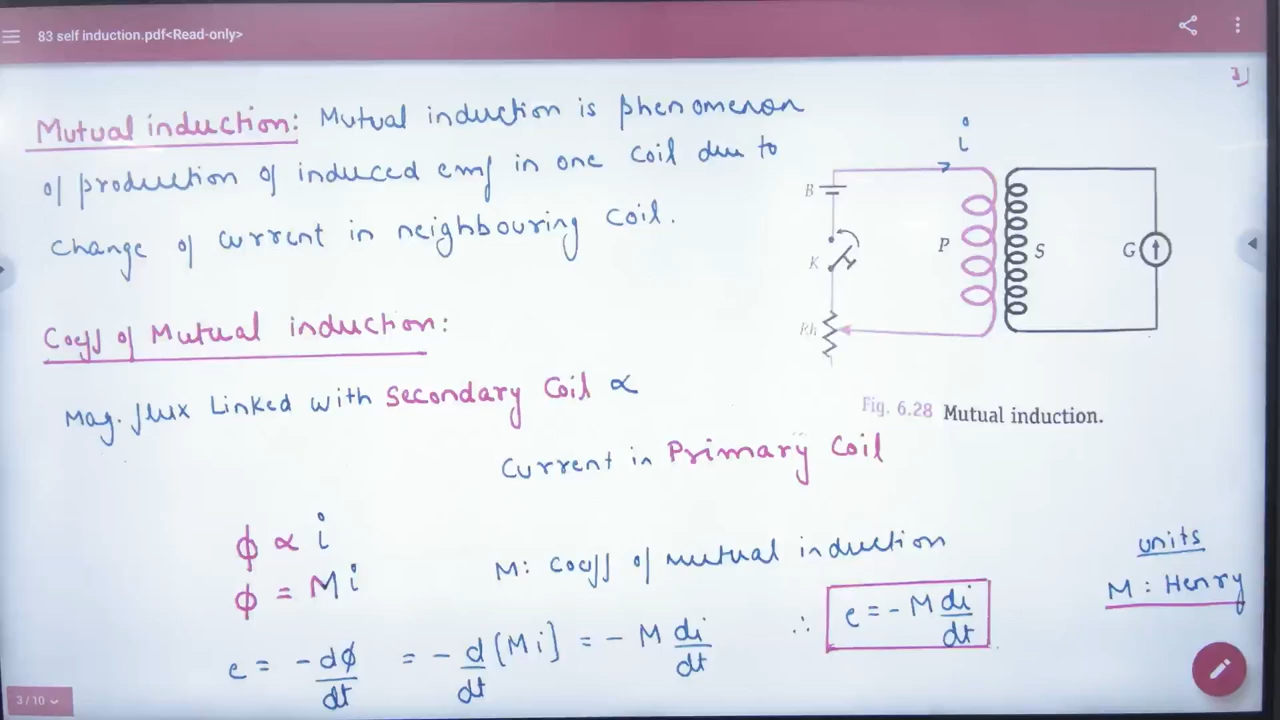 83 self induction.pdf<Read-only>
3)
Mutual induction: Mutual induction is phenomenon
of production of induced emf in one coil due to
change of current in neighbouring coil.
i
B
K
Rh
P
S
G
Fig. 6.28 Mutual induction.
Coeff of Mutual induction:
Mag. flux Linked with Secondary Coil ∝
Current in Primary Coil
ϕ ∝ i
ϕ = Mi
M: Coeff of mutual induction
units
M : Henry
e = -dϕ/dt = - d/dt (Mi) = - M di/dt
∴ e = - M di/dt
3 / 10